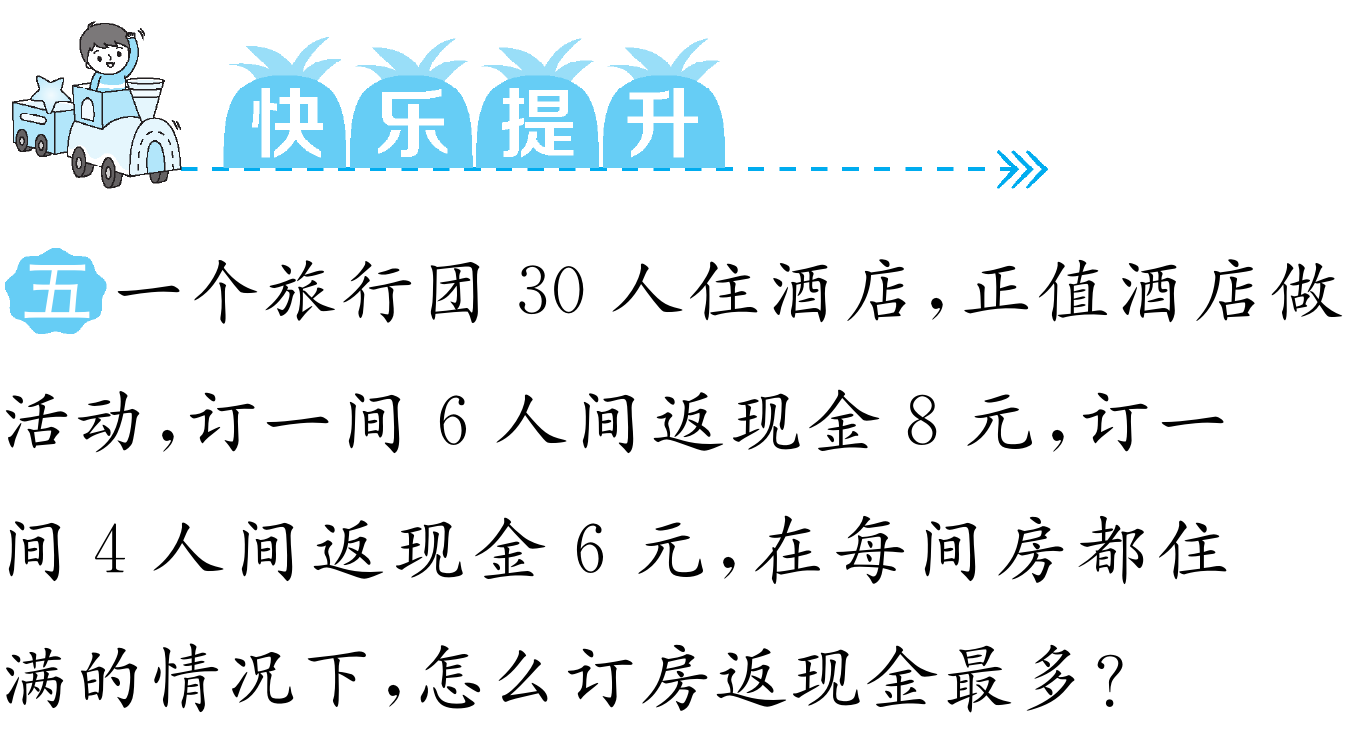 快乐提升
五 一个旅行团 30 人住酒店,正值酒店做
活动,订一间 6 人间返现金 8 元,订一
间 4 人间返现金 6 元,在每间房都住
满的情况下,怎么订房返现金最多?